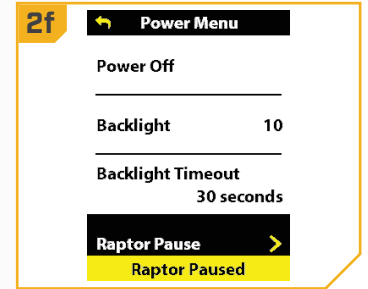 2f
Power Menu
Power Off
Backlight 10
Backlight Timeout
30 seconds
Raptor Pause
Raptor Paused